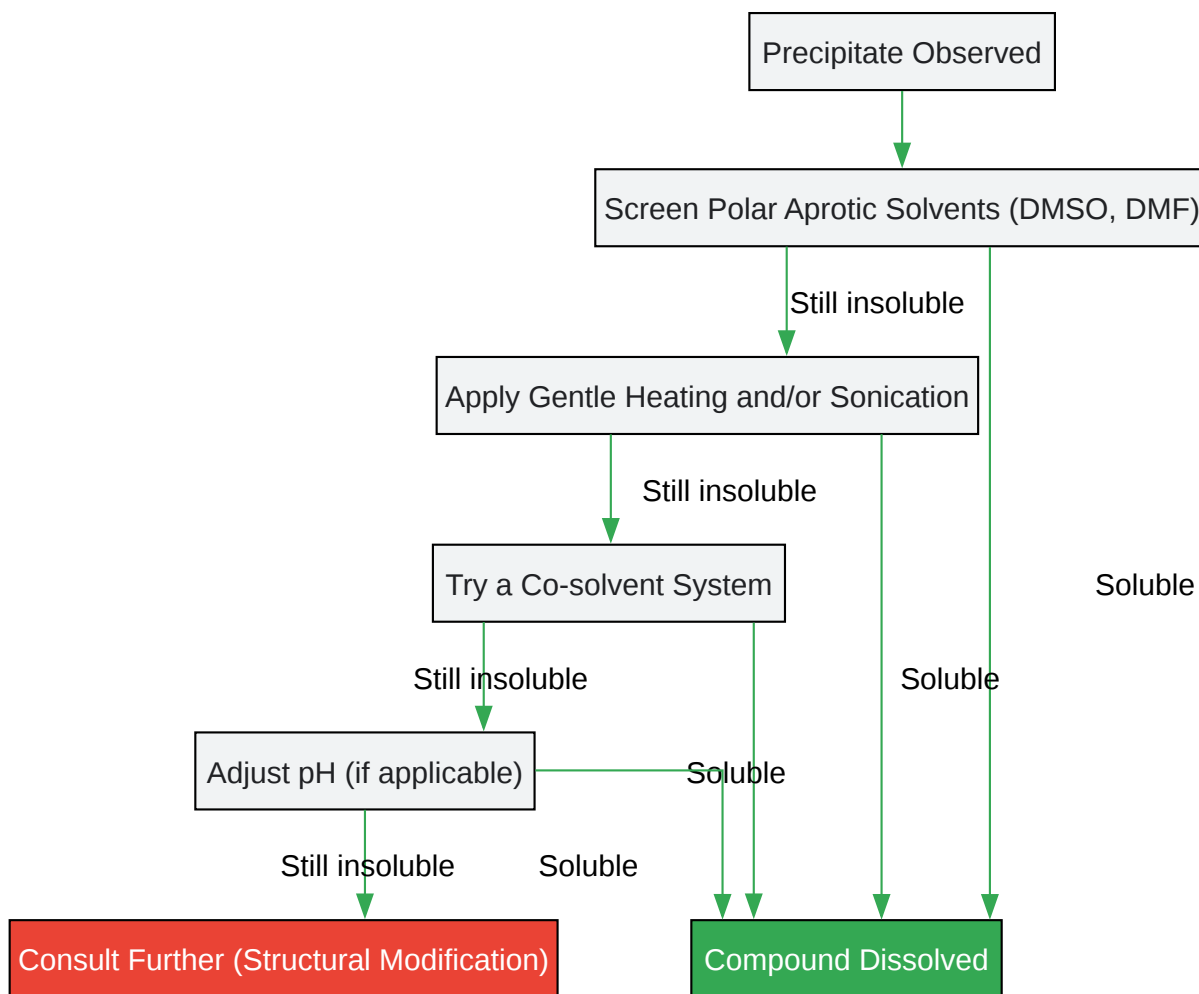 Precipitate Observed
Screen Polar Aprotic Solvents (DMSO, DMF)
Still insoluble
Apply Gentle Heating and/or Sonication
Still insoluble
Try a Co-solvent System
Soluble
Still insoluble
Soluble
Adjust pH (if applicable)
Soluble
Still insoluble
Soluble
Consult Further (Structural Modification)
Compound Dissolved